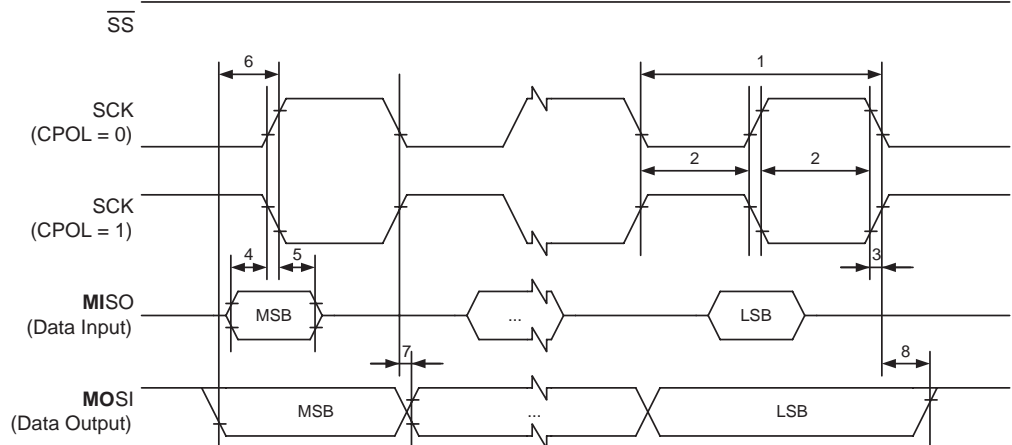 SS
6
1
SCK
(CPOL = 0)
2
2
SCK
(CPOL = 1)
4
5
3
MISO
(Data Input)
MSB
...
LSB
7
8
MOSI
(Data Output)
MSB
...
LSB